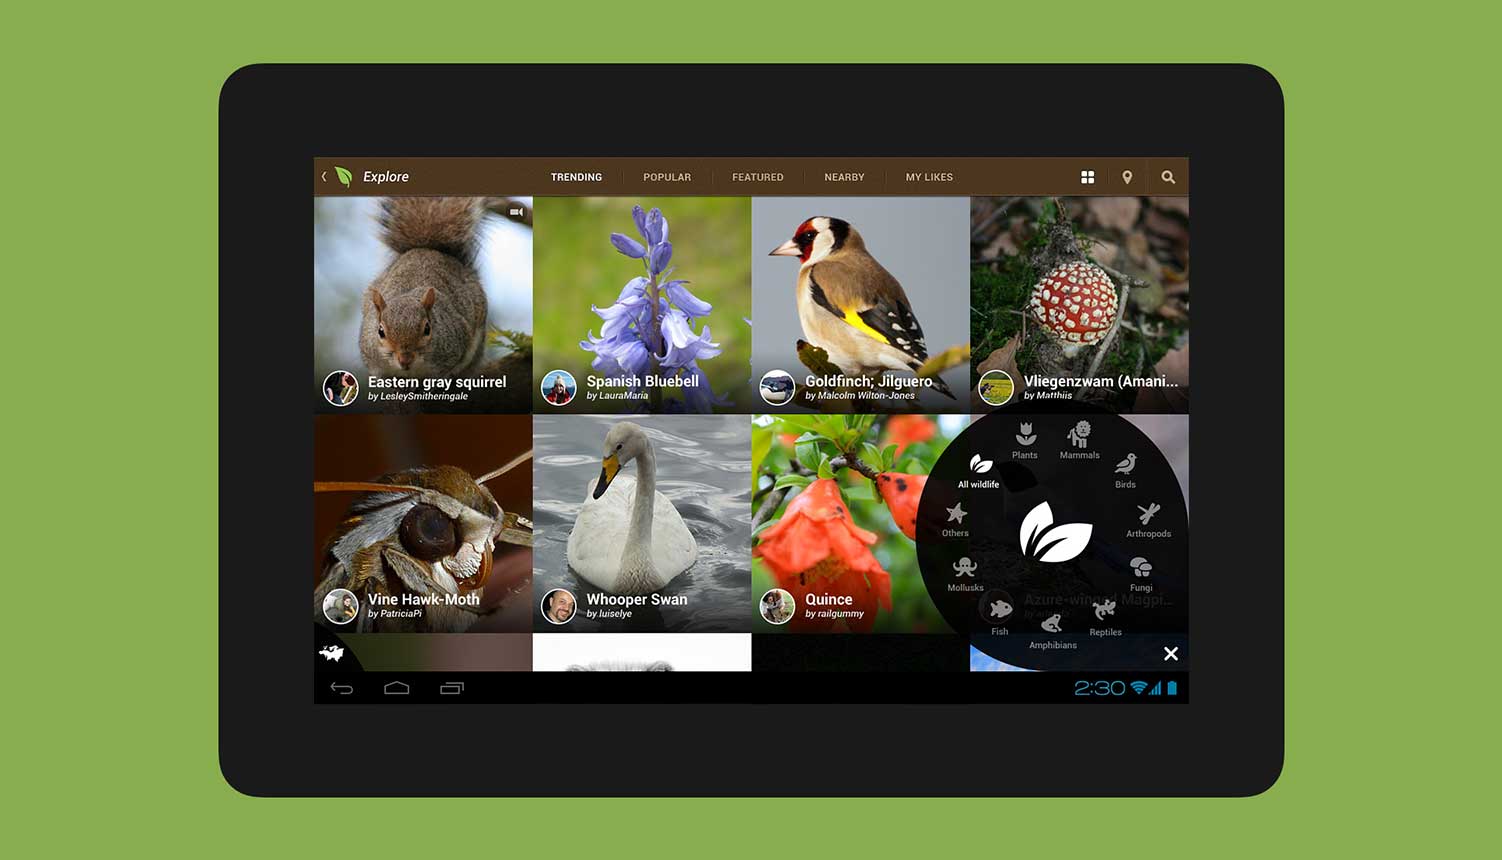 Explore
TRENDING
POPULAR
FEATURED
NEARBY
MY LIKES
Eastern gray squirrel
by LesleySmitheringale
Spanish Bluebell
by LauraMaria
Goldfinch; Jilguero
by Malcolm Wilton-Jones
Vliegenzwam (Amani...
by Matthijs
Vine Hawk-Moth
by PatriciaPi
Whooper Swan
by luiselye
Quince
by railgummy
Azure-winged Magpi...
All wildlife
Plants
Mammals
Birds
Arthropods
Fungi
Reptiles
Amphibians
Fish
Mollusks
Others
2:30